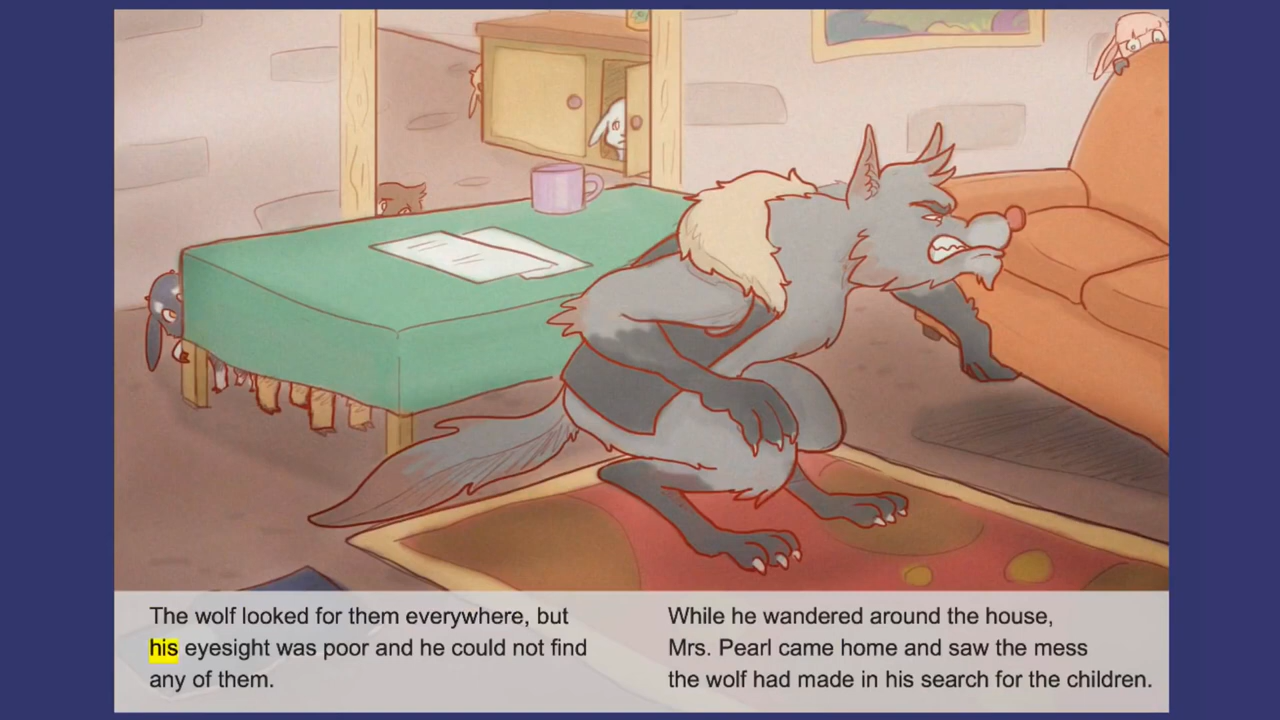 The wolf looked for them everywhere, but
his eyesight was poor and he could not find
any of them.
While he wandered around the house,
Mrs. Pearl came home and saw the mess
the wolf had made in his search for the children.